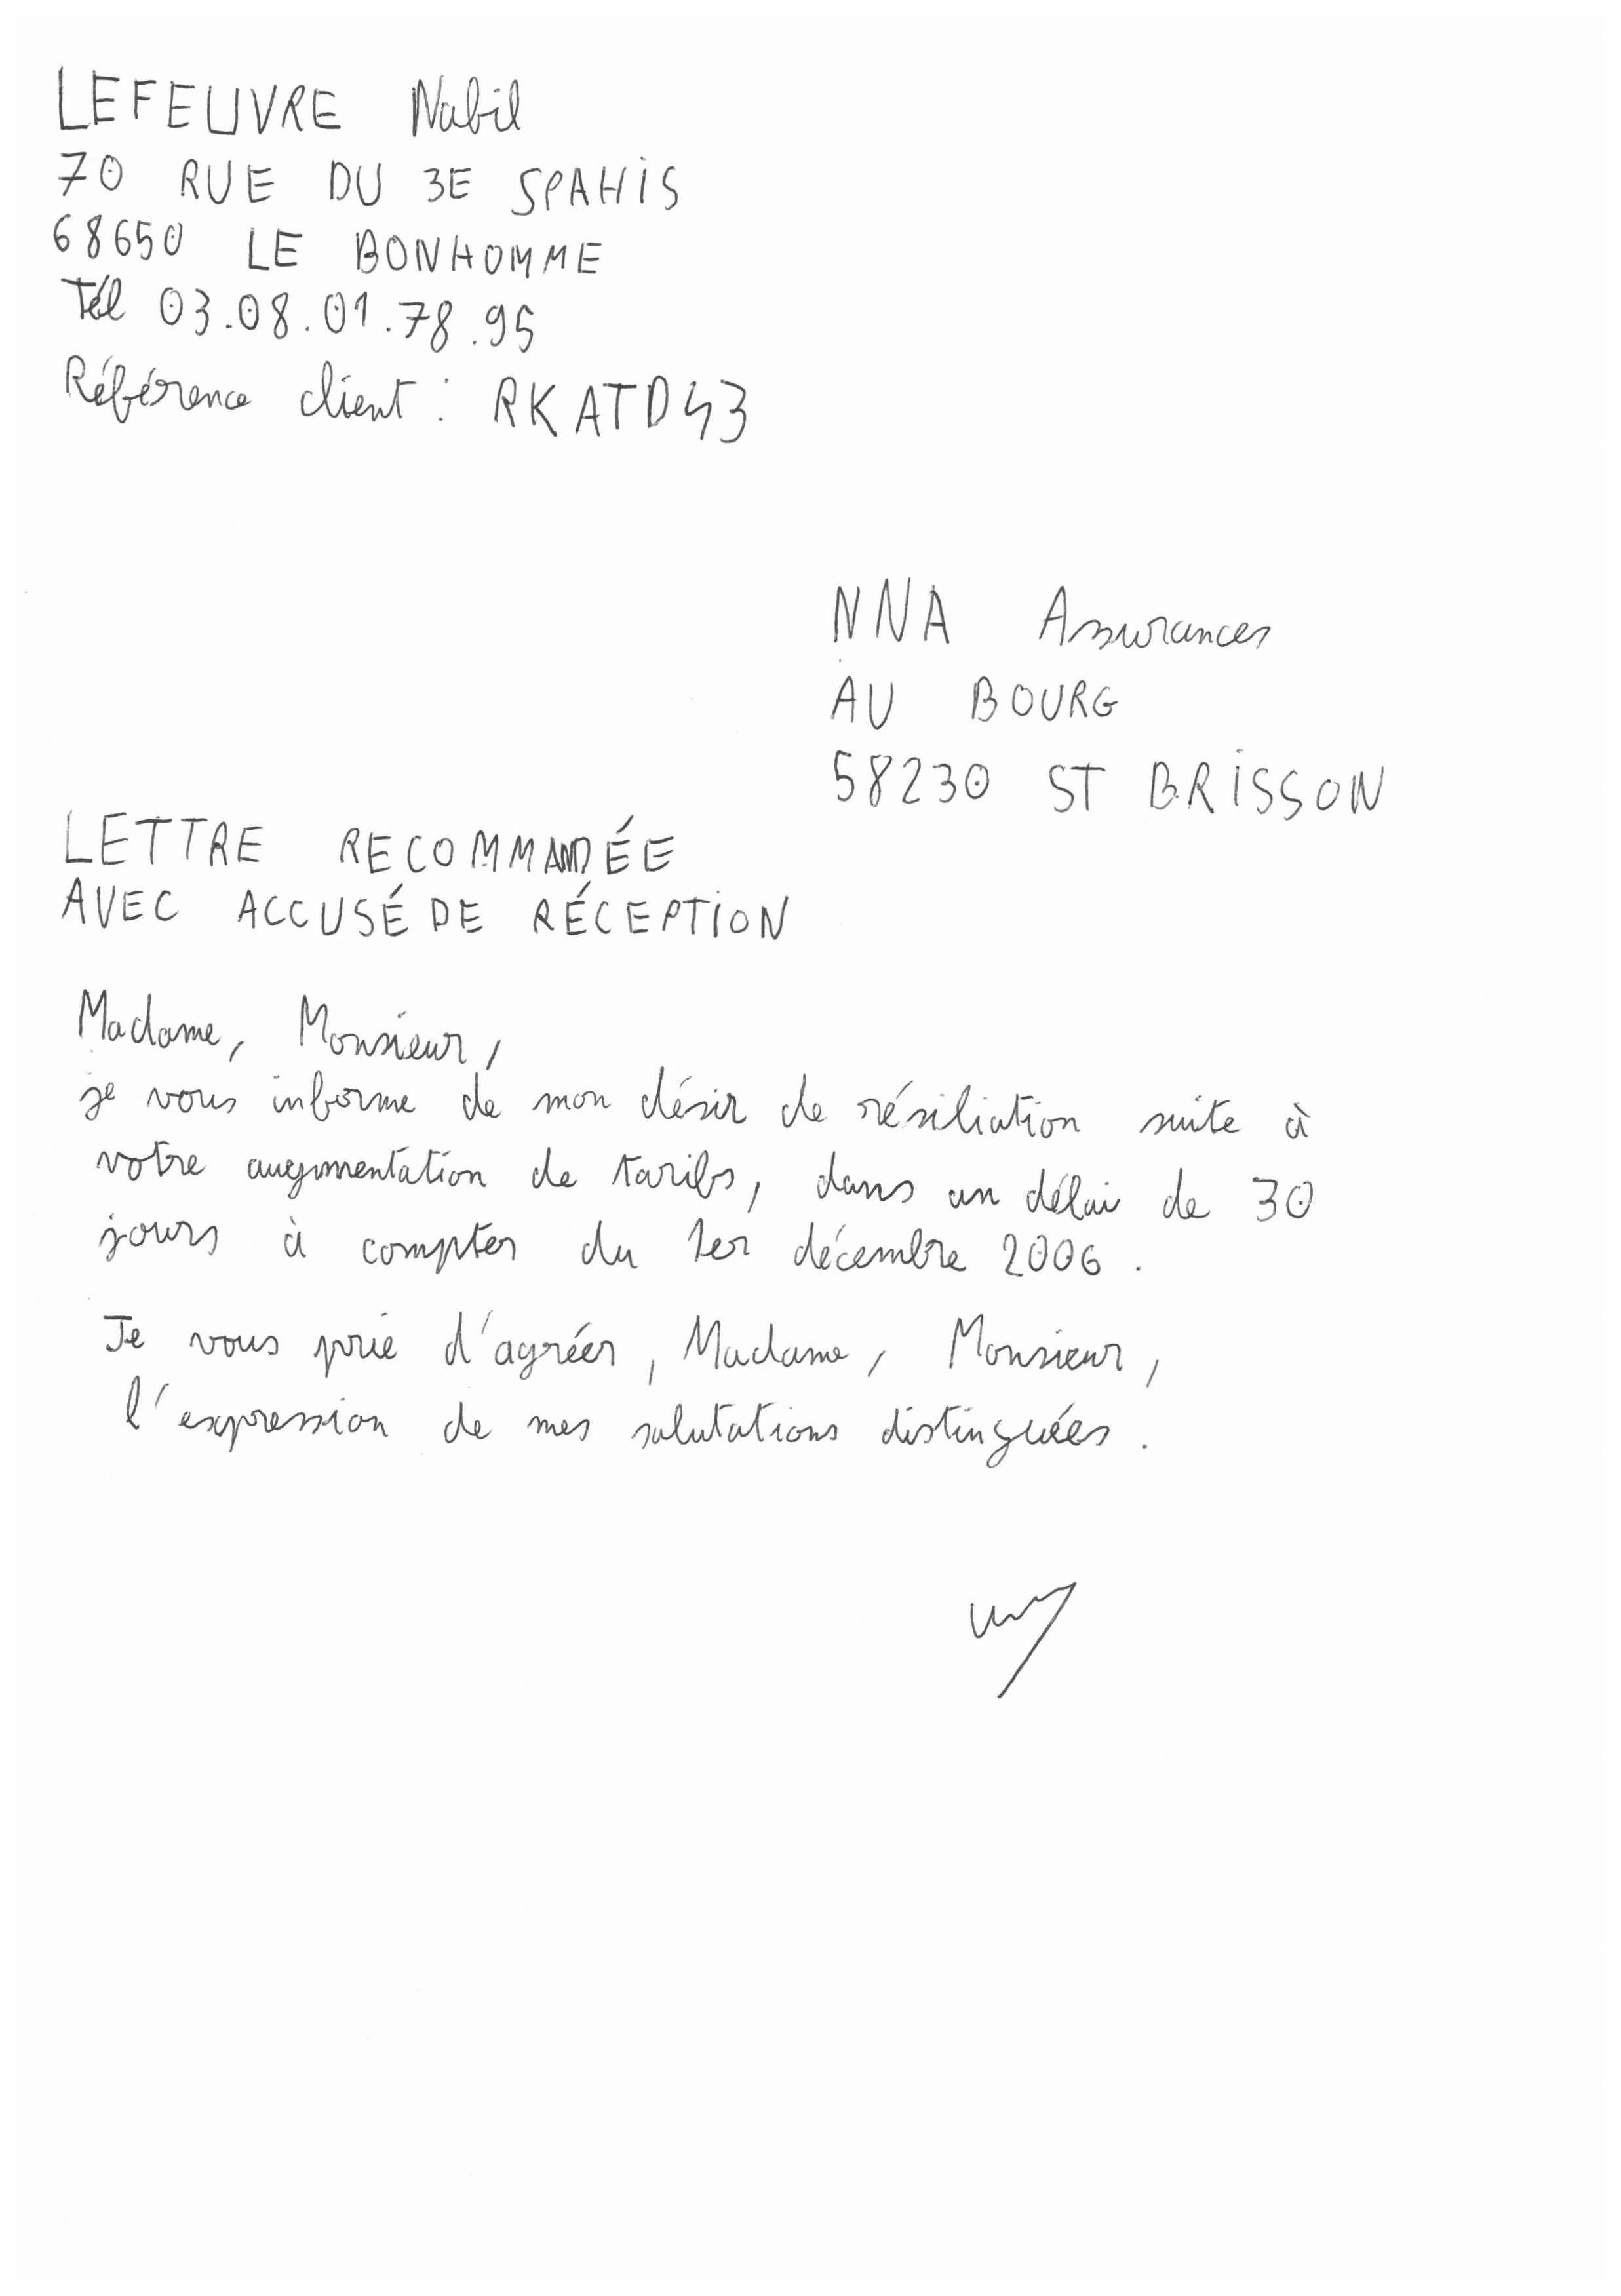 LEFEUVRE Nabil
70 RUE DU 3E SPAHIS
68650 LE BONHOMME
Tél 03.08.01.78.95
Référence client : RKATD43
NNA Assurances
AU BOURG
58230 ST BRISSON
LETTRE RECOMMANDÉE
AVEC ACCUSÉ DE RÉCEPTION
Madame, Monsieur,
je vous informe de mon désir de résiliation suite à
votre augmentation de tarifs, dans un délai de 30
jours à compter du 1er décembre 2006.
Je vous prie d'agréer, Madame, Monsieur,
l'expression de mes salutations distinguées.